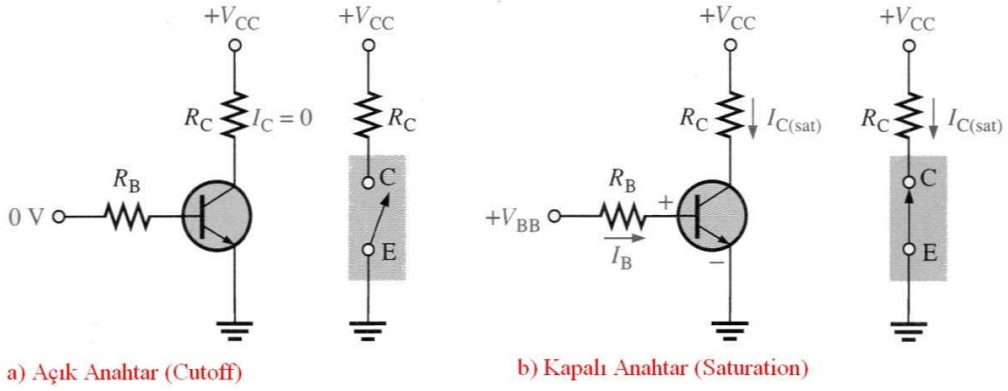 +VCC
+VCC
RC
IC = 0
RC
RB
0 V
C
E
a) Açık Anahtar (Cutoff)
+VCC
+VCC
RC
IC(sat)
RC
IC(sat)
RB
+VBB
IB
+
−
C
E
b) Kapalı Anahtar (Saturation)